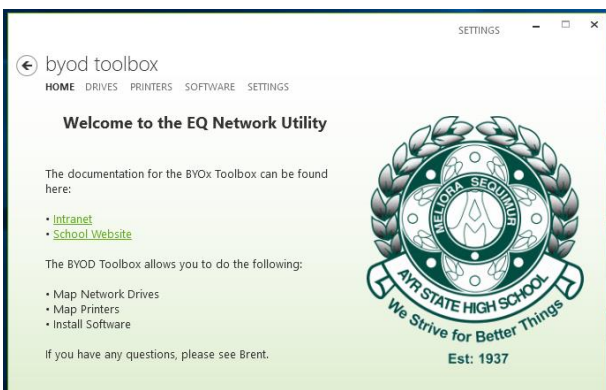 SETTINGS
byod toolbox
HOME DRIVES PRINTERS SOFTWARE SETTINGS
Welcome to the EQ Network Utility
The documentation for the BYOx Toolbox can be found
here:
• Intranet
• School Website
The BYOD Toolbox allows you to do the following:
• Map Network Drives
• Map Printers
• Install Software
If you have any questions, please see Brent.
MELIORA SEQUIMUR
AYR STATE HIGH SCHOOL
We Strive for Better Things
Est: 1937